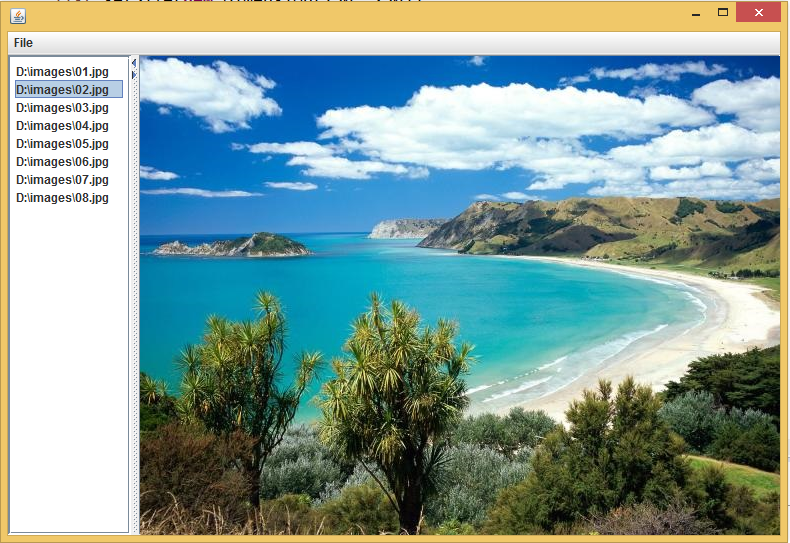 File
D:\images\01.jpg
D:\images\02.jpg
D:\images\03.jpg
D:\images\04.jpg
D:\images\05.jpg
D:\images\06.jpg
D:\images\07.jpg
D:\images\08.jpg